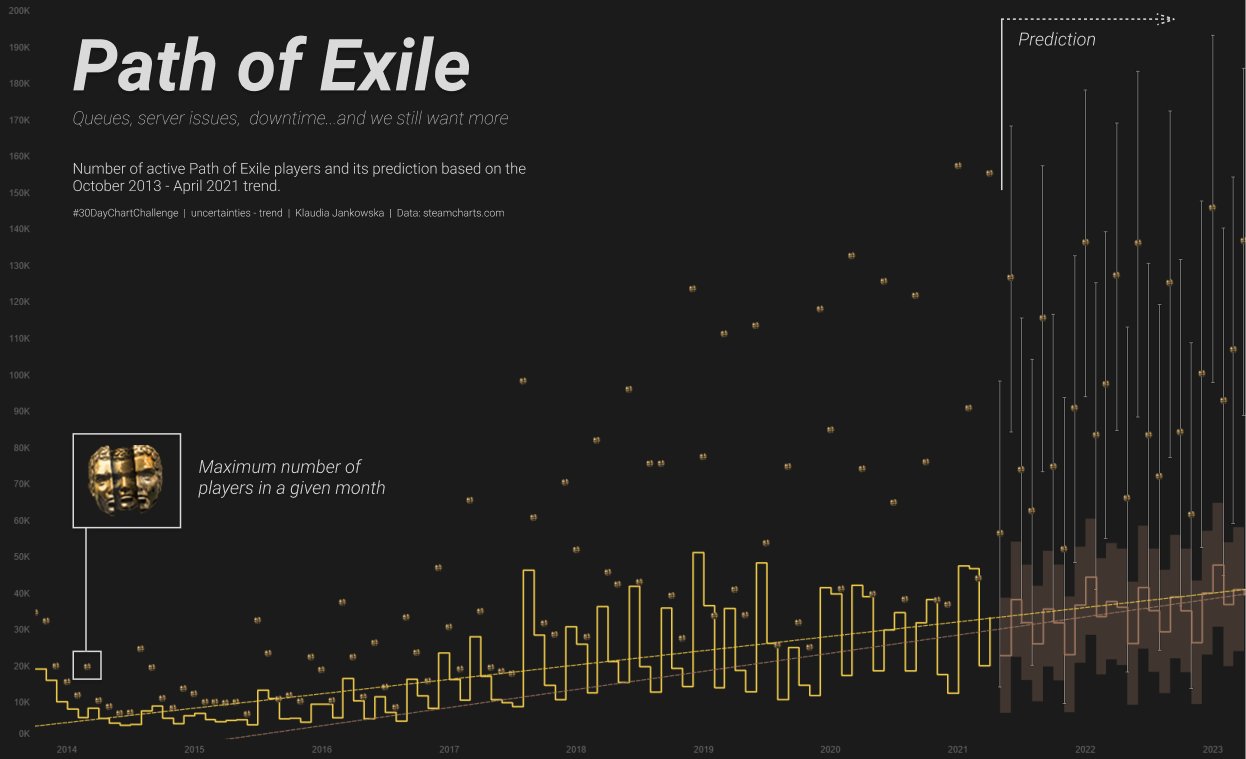 200K
190K
180K
170K
160K
150K
140K
130K
120K
110K
100K
90K
80K
70K
60K
50K
40K
30K
20K
10K
0K
Path of Exile
Queues, server issues, downtime...and we still want more
Number of active Path of Exile players and its prediction based on the
October 2013 - April 2021 trend.
#30DayChartChallenge | uncertainties - trend | Klaudia Jankowska | Data: steamcharts.com
Prediction
Maximum number of
players in a given month
2014 2015 2016 2017 2018 2019 2020 2021 2022 2023